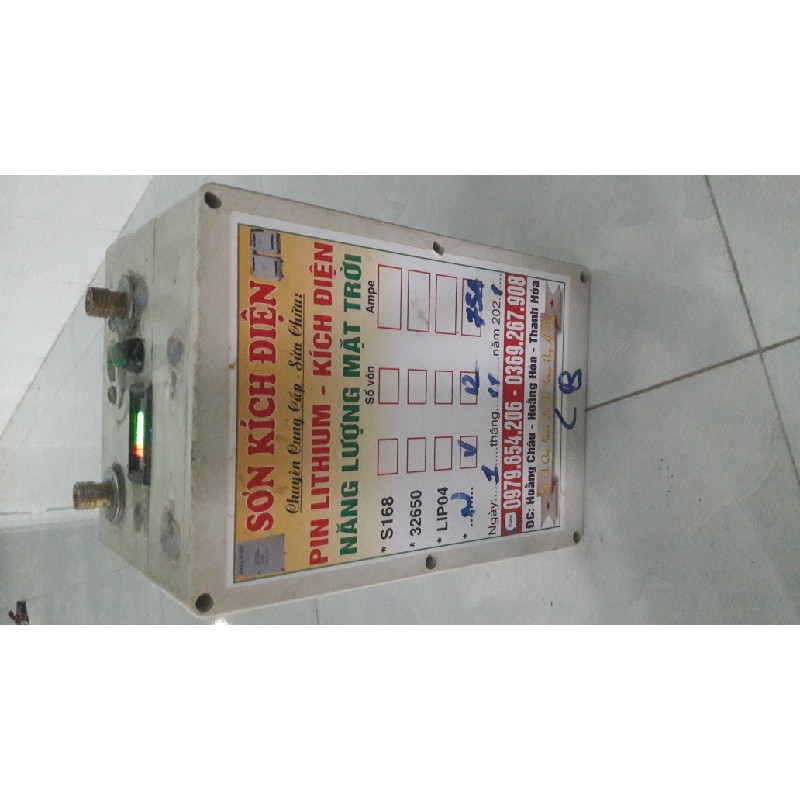 SƠN KÍCH ĐIỆN
Chuyên Cung Cấp - Sửa Chữa:
PIN LITHIUM - KÍCH ĐIỆN
NĂNG LƯỢNG MẶT TRỜI
Số vôn Ampe
* S168
* 32650
* LIP04
* V 12 75A
Ngày: 1 tháng 11 năm 202.1
0979.654.206 - 0369.267.908
ĐC: Hoằng Châu - Hoằng Hóa - Thanh Hóa